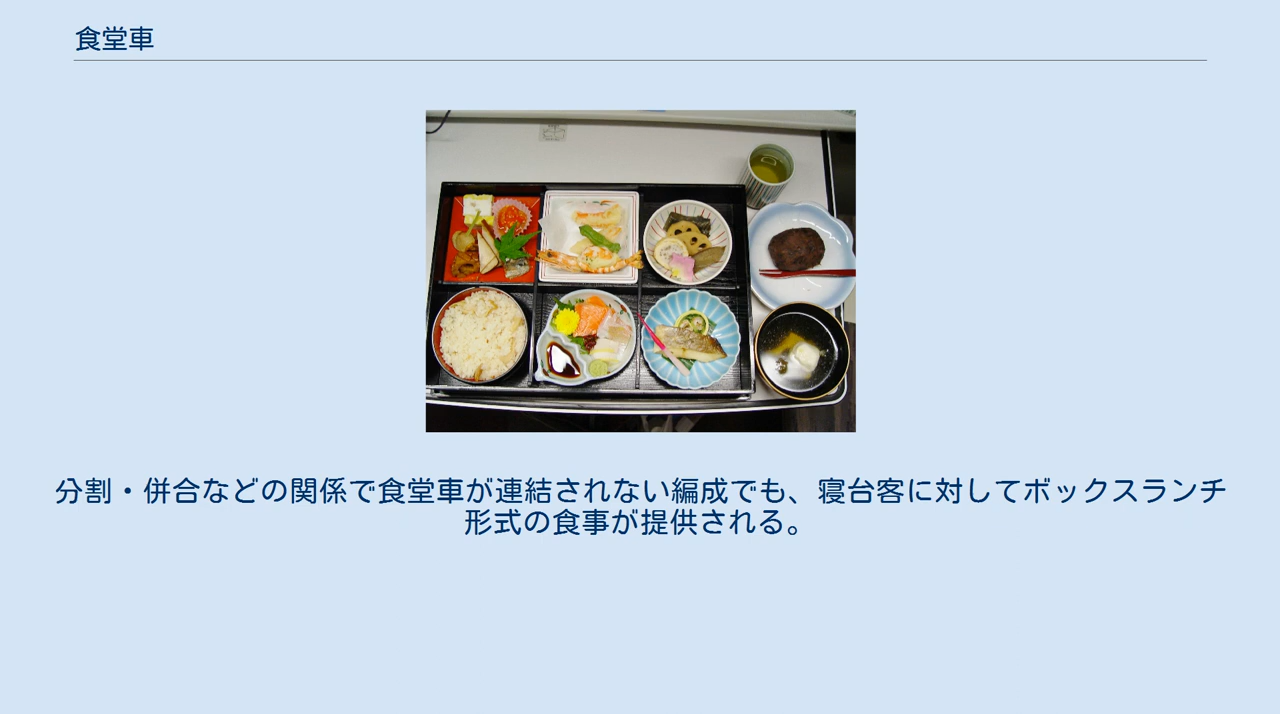 食堂車
分割・併合などの関係で食堂車が連結されない編成でも、寝台客に対してボックスランチ
形式の食事が提供される。